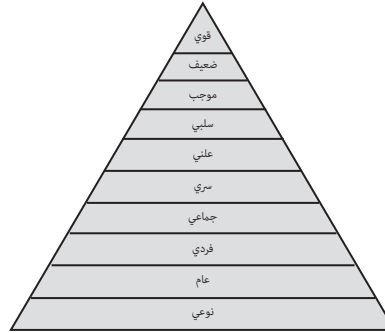 قوي
ضعيف
موجب
سلبي
علني
سري
جماعي
فردي
عام
نوعي